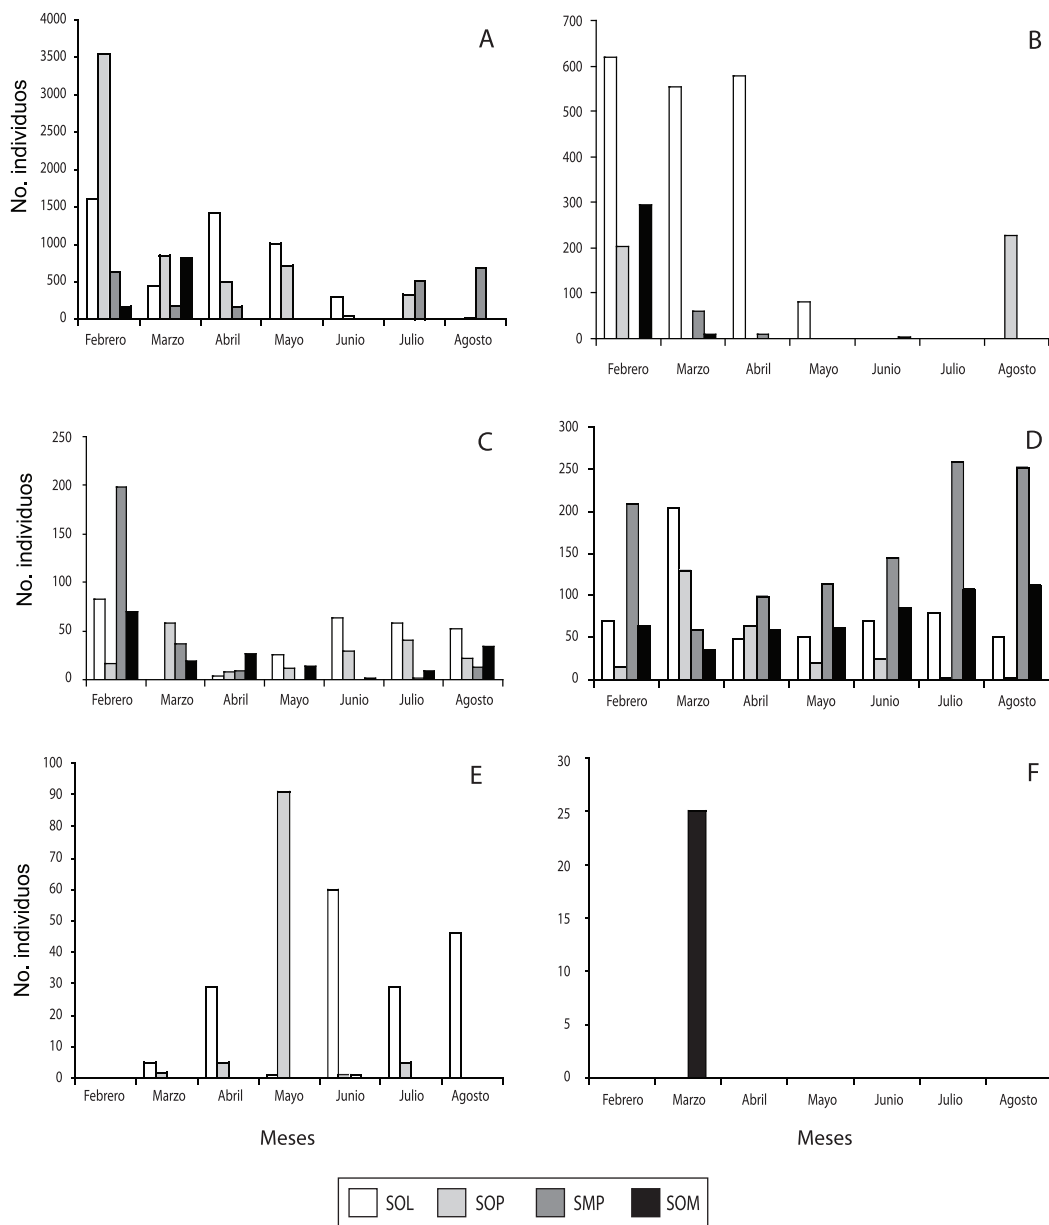 A
No. individuos
4000
3500
3000
2500
2000
1500
1000
500
0
Febrero Marzo Abril Mayo Junio Julio Agosto
B
700
600
500
400
300
200
100
0
Febrero Marzo Abril Mayo Junio Julio Agosto
C
No. individuos
250
200
150
100
50
0
Febrero Marzo Abril Mayo Junio Julio Agosto
D
300
250
200
150
100
50
0
Febrero Marzo Abril Mayo Junio Julio Agosto
E
No. individuos
100
90
80
70
60
50
40
30
20
10
0
Febrero Marzo Abril Mayo Junio Julio Agosto
Meses
F
30
25
20
15
10
5
0
Febrero Marzo Abril Mayo Junio Julio Agosto
Meses
SOL SOP SMP SOM